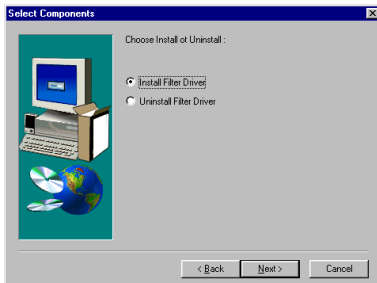 Select Components
Choose Install ot Uninstall :
Install Filter Driver
Uninstall Filter Driver
< Back Next > Cancel